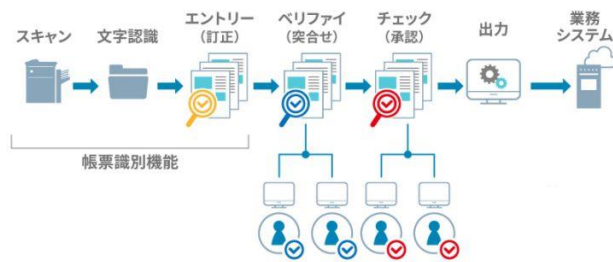 スキャン
文字認識
エントリー
(訂正)
ベリファイ
(突合せ)
チェック
(承認)
出力
業務
システム
帳票識別機能